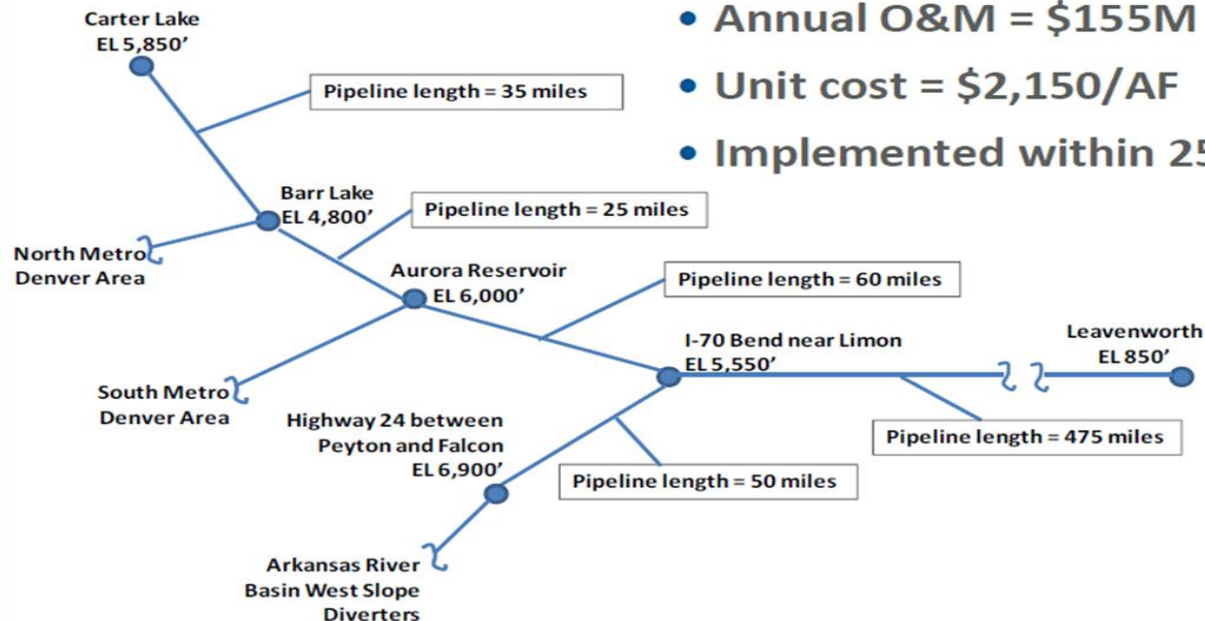 Carter Lake
EL 5,850’
• Annual O&M = $155M
• Unit cost = $2,150/AF
• Implemented within 25
Pipeline length = 35 miles
Barr Lake
EL 4,800’
Pipeline length = 25 miles
North Metro
Denver Area
Aurora Reservoir
EL 6,000’
Pipeline length = 60 miles
I-70 Bend near Limon
EL 5,550’
Leavenworth
EL 850’
South Metro
Denver Area
Highway 24 between
Peyton and Falcon
EL 6,900’
Pipeline length = 475 miles
Pipeline length = 50 miles
Arkansas River
Basin West Slope
Diverters